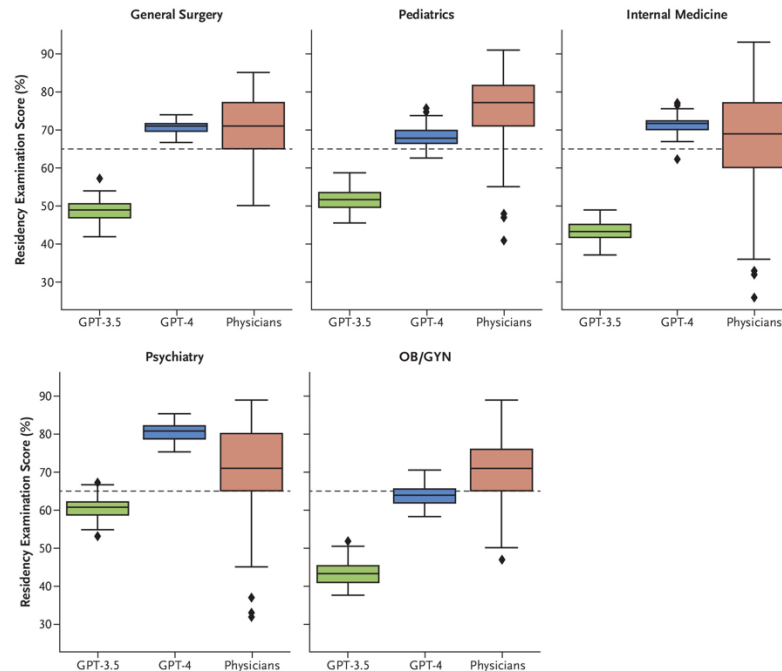 General Surgery
Pediatrics
Internal Medicine
Residency Examination Score (%)
90
80
70
60
50
40
30
GPT-3.5 GPT-4 Physicians
GPT-3.5 GPT-4 Physicians
GPT-3.5 GPT-4 Physicians
Psychiatry
OB/GYN
Residency Examination Score (%)
90
80
70
60
50
40
30
GPT-3.5 GPT-4 Physicians
GPT-3.5 GPT-4 Physicians